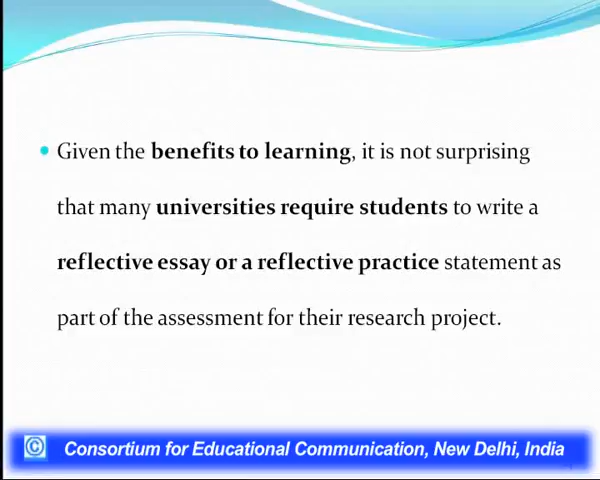 Given the benefits to learning, it is not surprising
that many universities require students to write a
reflective essay or a reflective practice statement as
part of the assessment for their research project.
© Consortium for Educational Communication, New Delhi, India